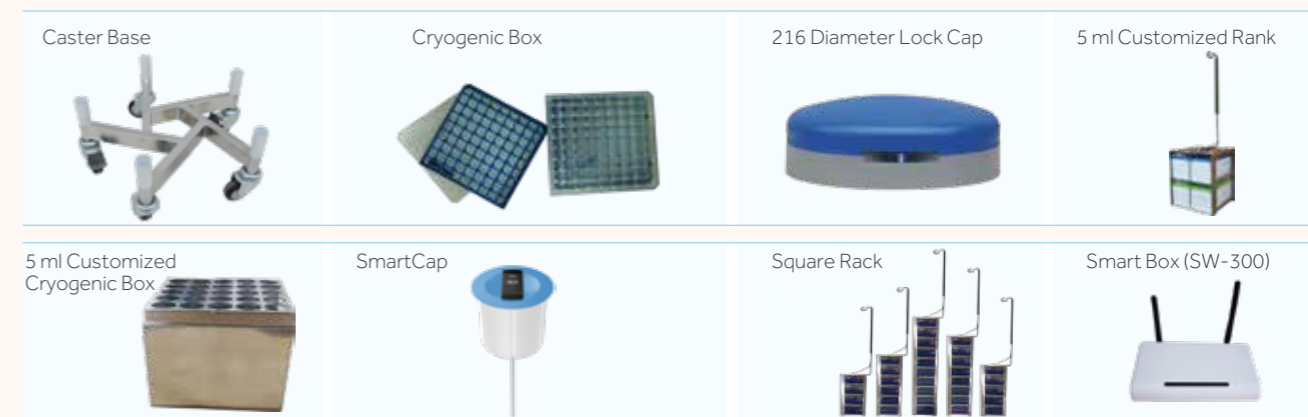 Caster Base
Cryogenic Box
216 Diameter Lock Cap
5 ml Customized Rank
5 ml Customized
Cryogenic Box
SmartCap
Square Rack
Smart Box (SW-300)